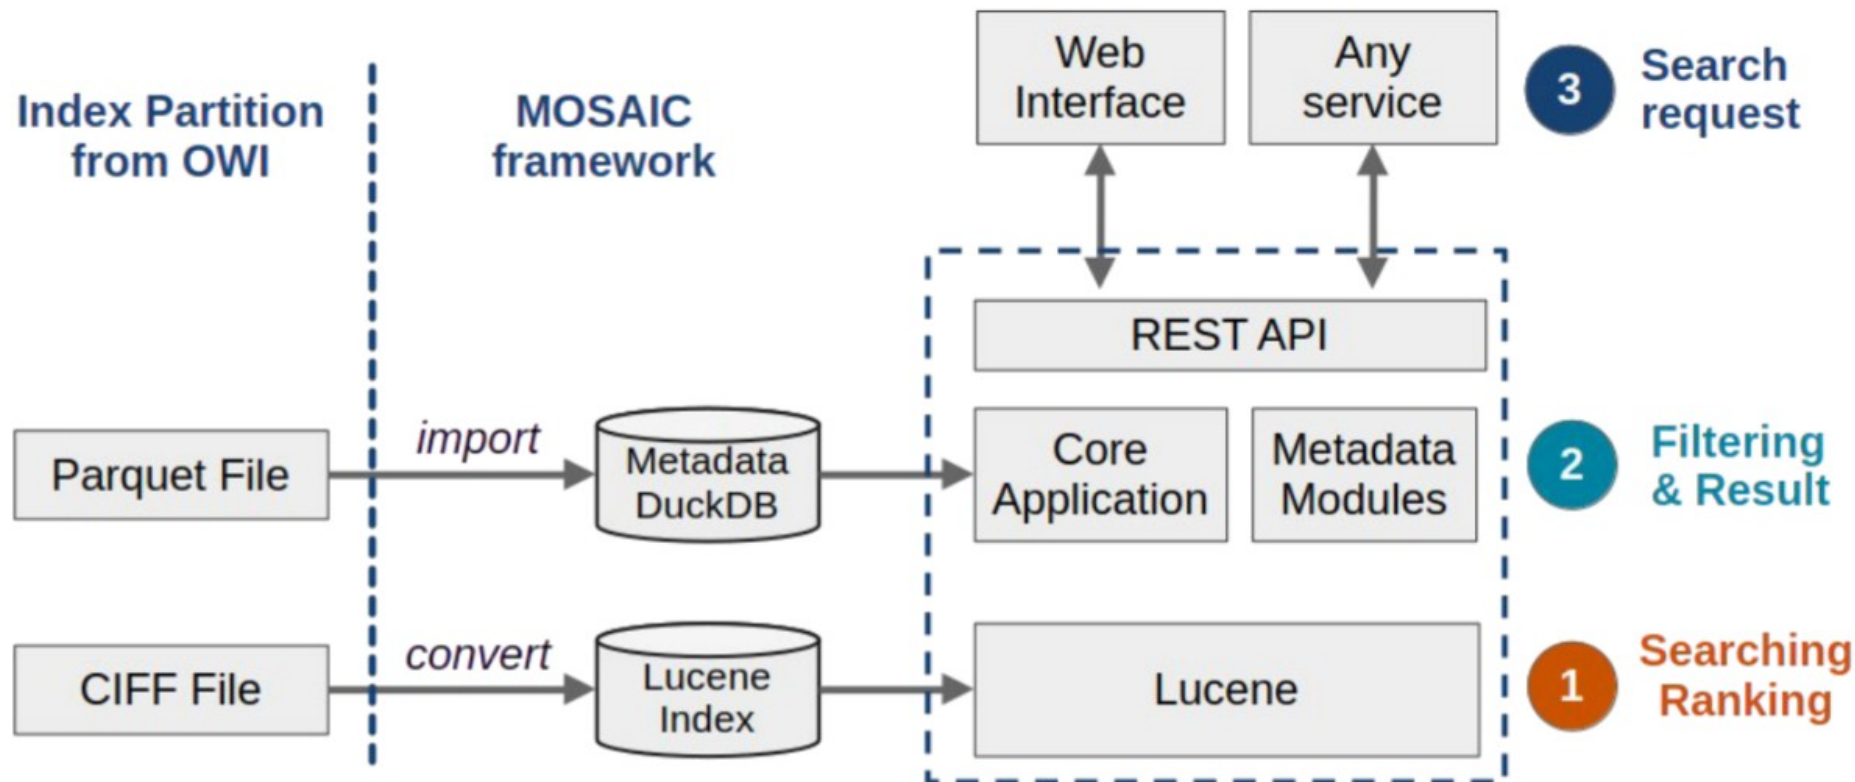 Index Partition
from OWI
MOSAIC
framework
Web
Interface
Any
service
3
Search
request
REST API
Parquet File
import
Metadata
DuckDB
Core
Application
Metadada
Modules
2
Filtering
& Result
CIFF File
convert
Lucene
Index
Lucene
1
Searching
Ranking